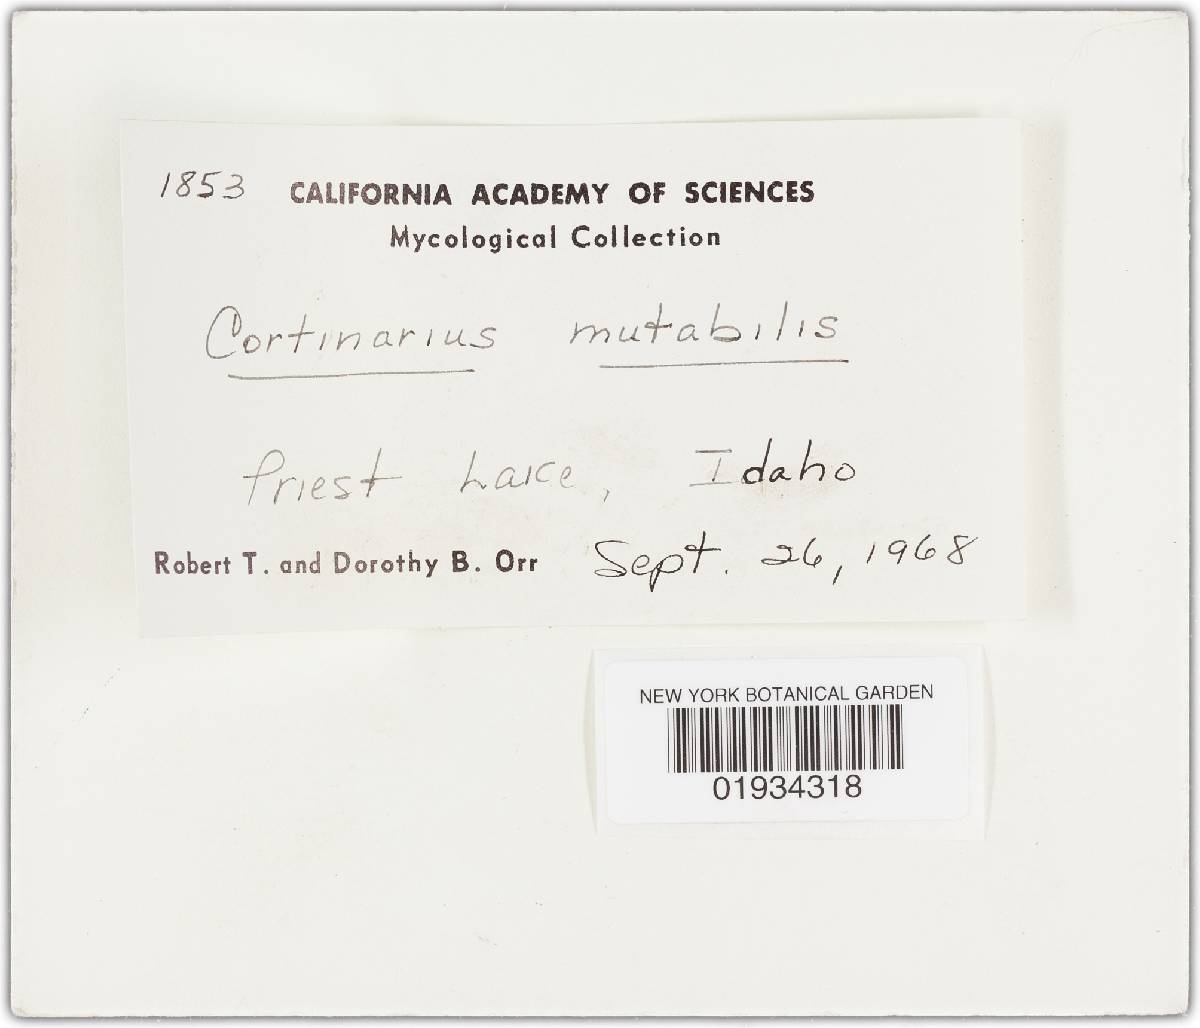 1853 CALIFORNIA ACADEMY OF SCIENCES
Mycological Collection
Cortinarius mutabilis
Priest Lake, Idaho
Robert T. and Dorothy B. Orr Sept. 26, 1968
NEW YORK BOTANICAL GARDEN
01934318